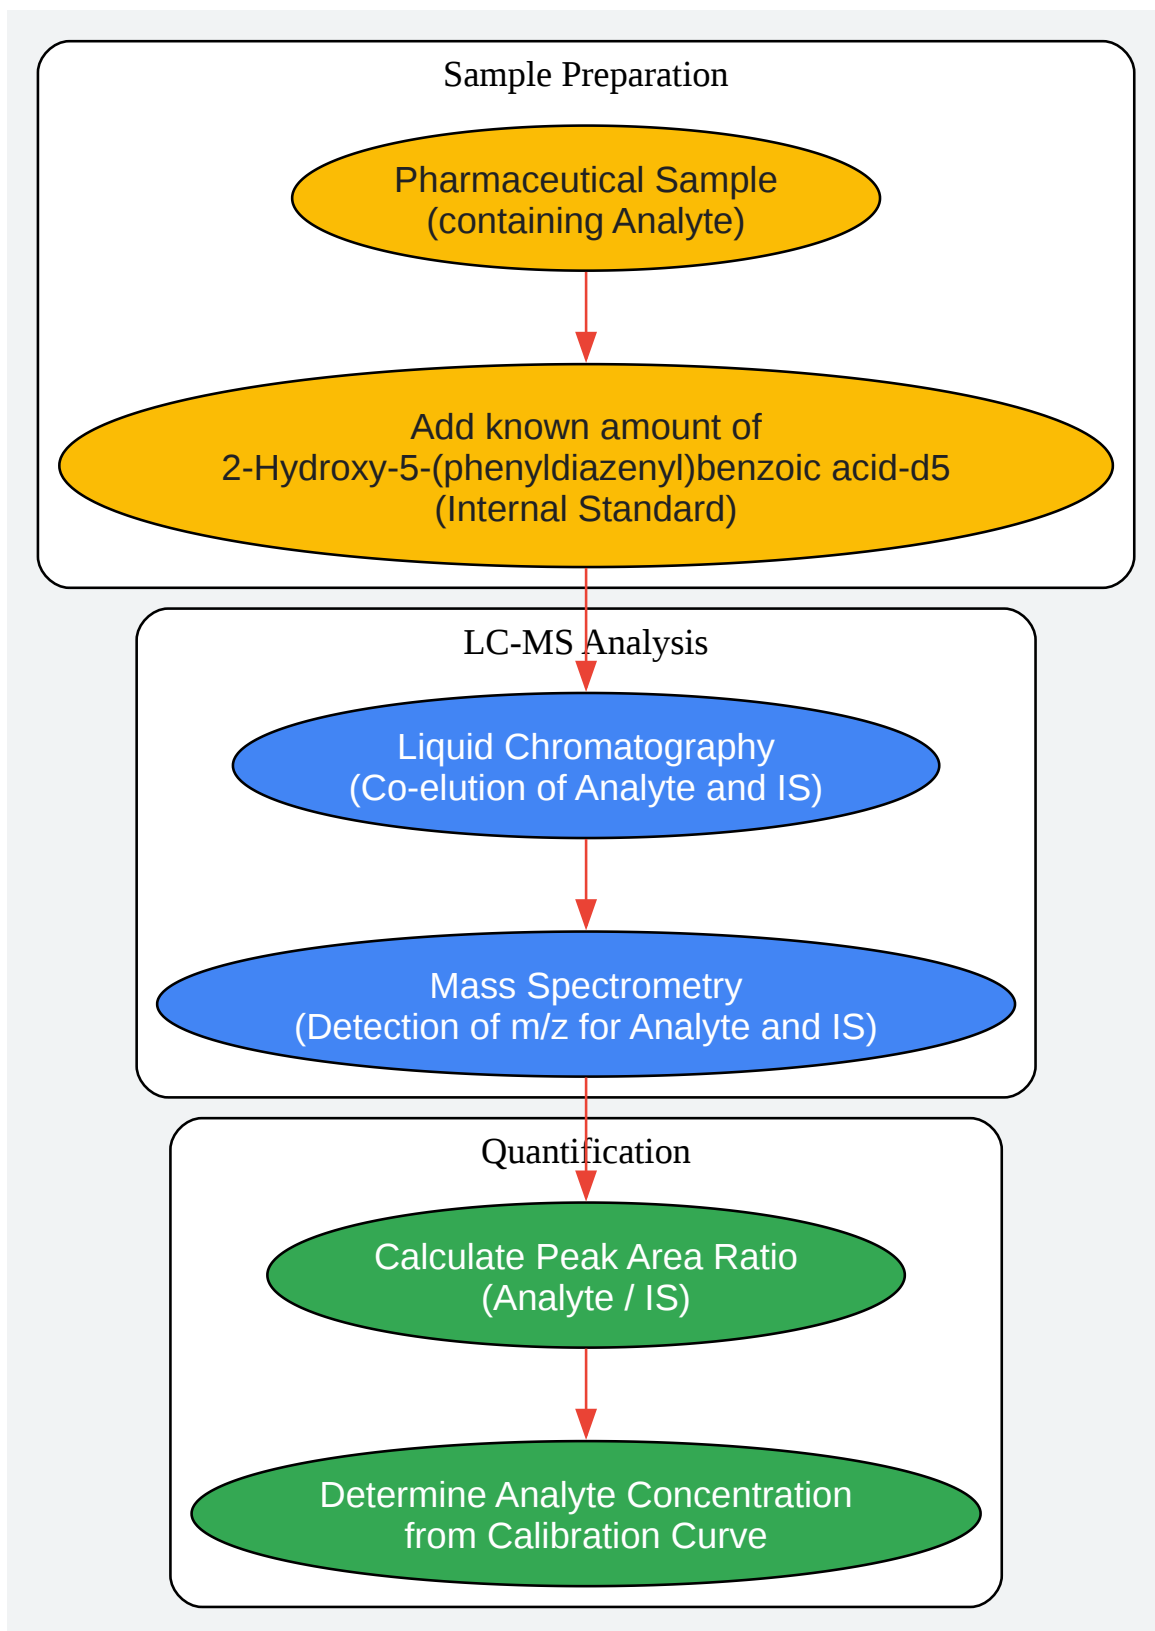 Sample Preparation
Pharmaceutical Sample
(containing Analyte)
Add known amount of
2-Hydroxy-5-(phenyldiazenyl)benzoic acid-d5
(Internal Standard)
LC-MS Analysis
Liquid Chromatography
(Co-elution of Analyte and IS)
Mass Spectrometry
(Detection of m/z for Analyte and IS)
Quantification
Calculate Peak Area Ratio
(Analyte / IS)
Determine Analyte Concentration
from Calibration Curve